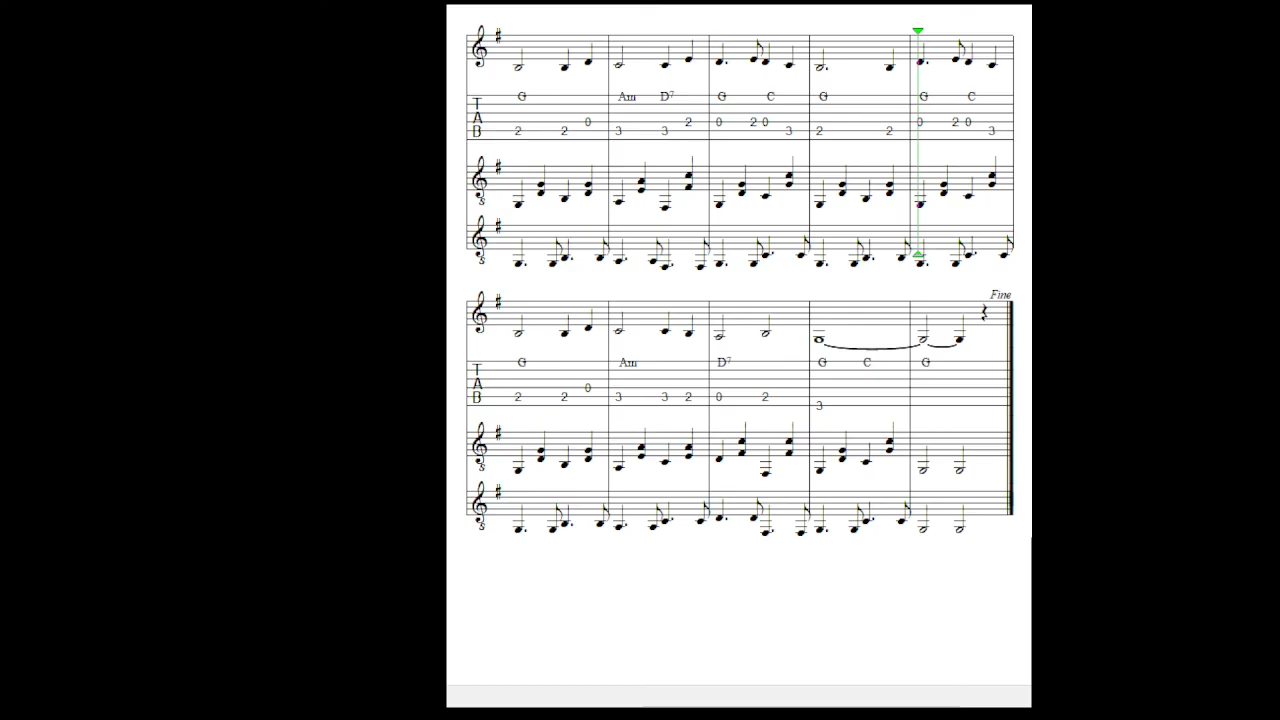 G Am D7 G C G G C
T 0 2 0 2 0 0 2 0
A
B 2 2 3 3 3 2 2 3
Fine
G Am D7 G C G
T 0
A
B 2 2 3 3 2 0 2
3